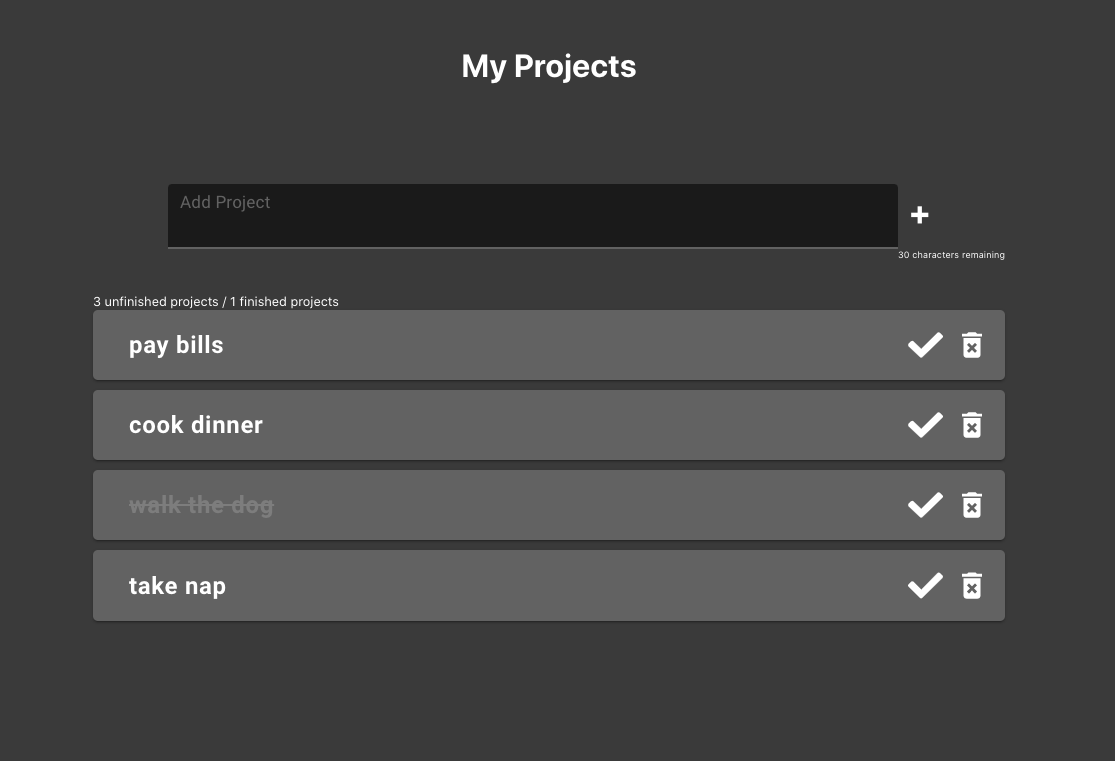 My Projects
Add Project
30 characters remaining
3 unfinished projects / 1 finished projects
pay bills
cook dinner
walk the dog
take nap